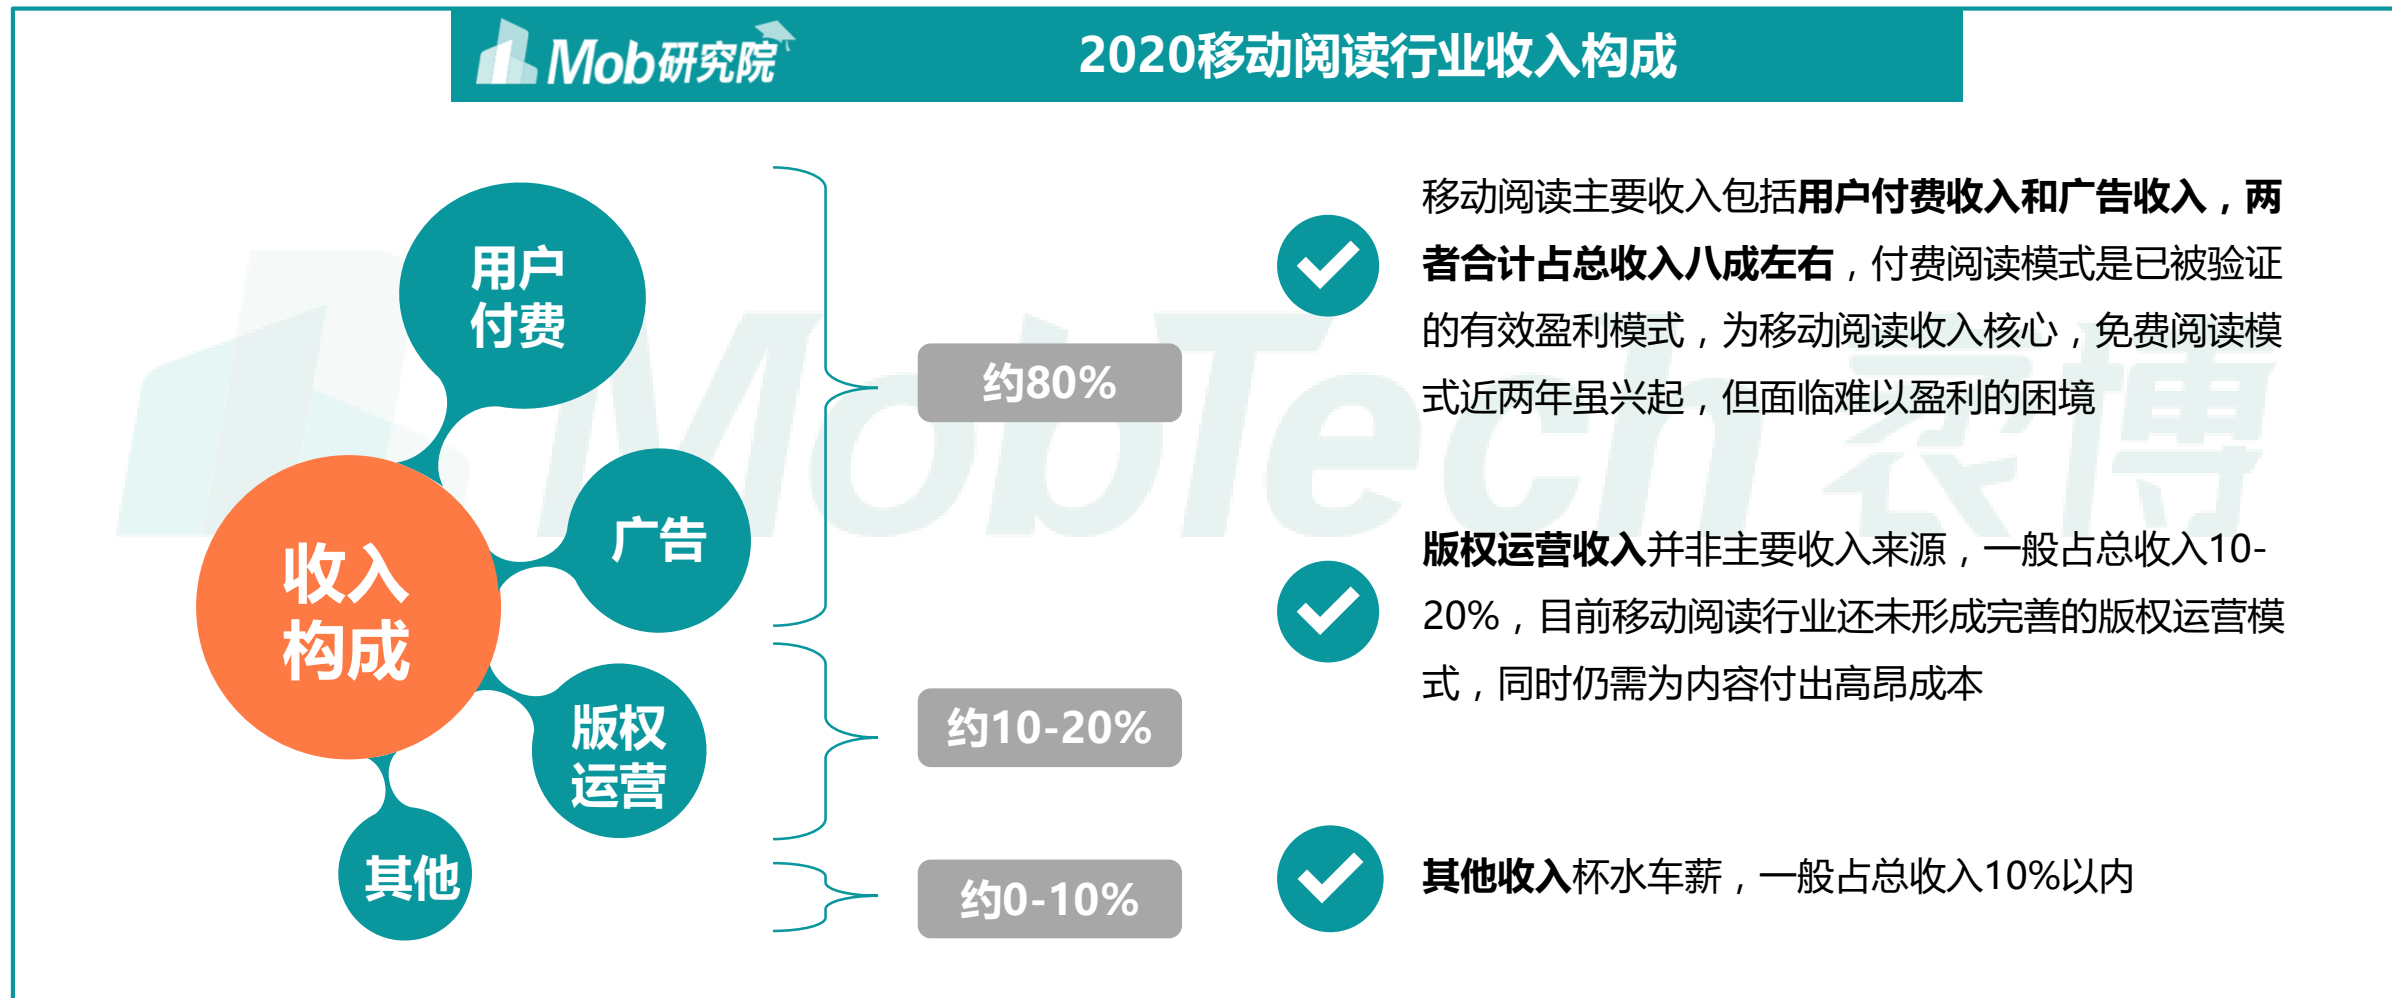 Mob研究院
2020移动阅读行业收入构成
用户
付费
广告
收入
构成
版权
运营
其他
约80%
约10-20%
约0-10%
移动阅读主要收入包括用户付费收入和广告收入，两
者合计占总收入八成左右，付费阅读模式是已被验证
的有效盈利模式，为移动阅读收入核心，免费阅读模
式近两年虽兴起，但面临难以盈利的困境
版权运营收入并非主要收入来源，一般占总收入10-
20%，目前移动阅读行业还未形成完善的版权运营模
式，同时仍需为内容付出高昂成本
其他收入杯水车薪，一般占总收入10%以内
MobTech 袤博